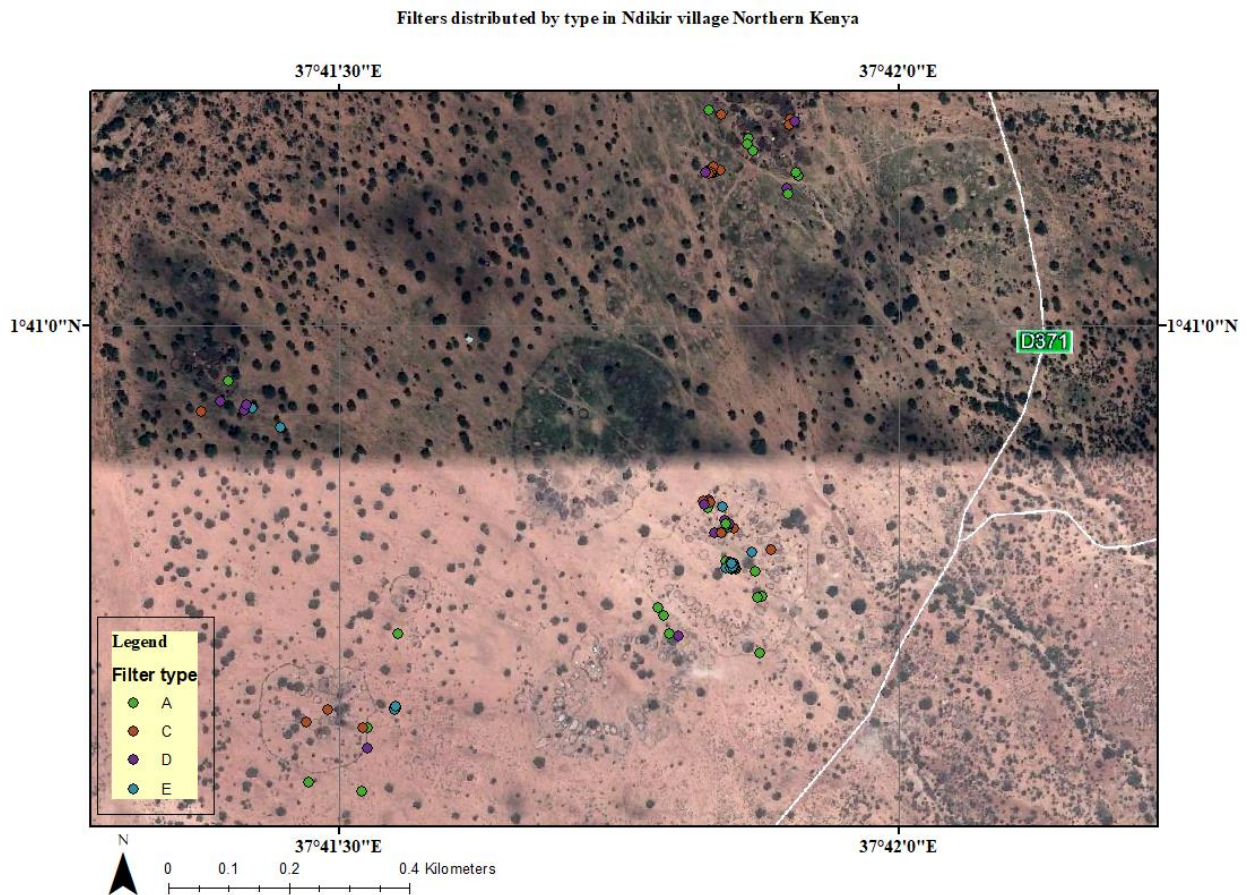 Filters distributed by type in Ndikir village Northern Kenya
37°41'30"E
37°42'0"E
1°41'0"N
1°41'0"N
D371
Legend
Filter type
A
C
D
E
37°41'30"E
37°42'0"E
N
0 0.1 0.2 0.4 Kilometers